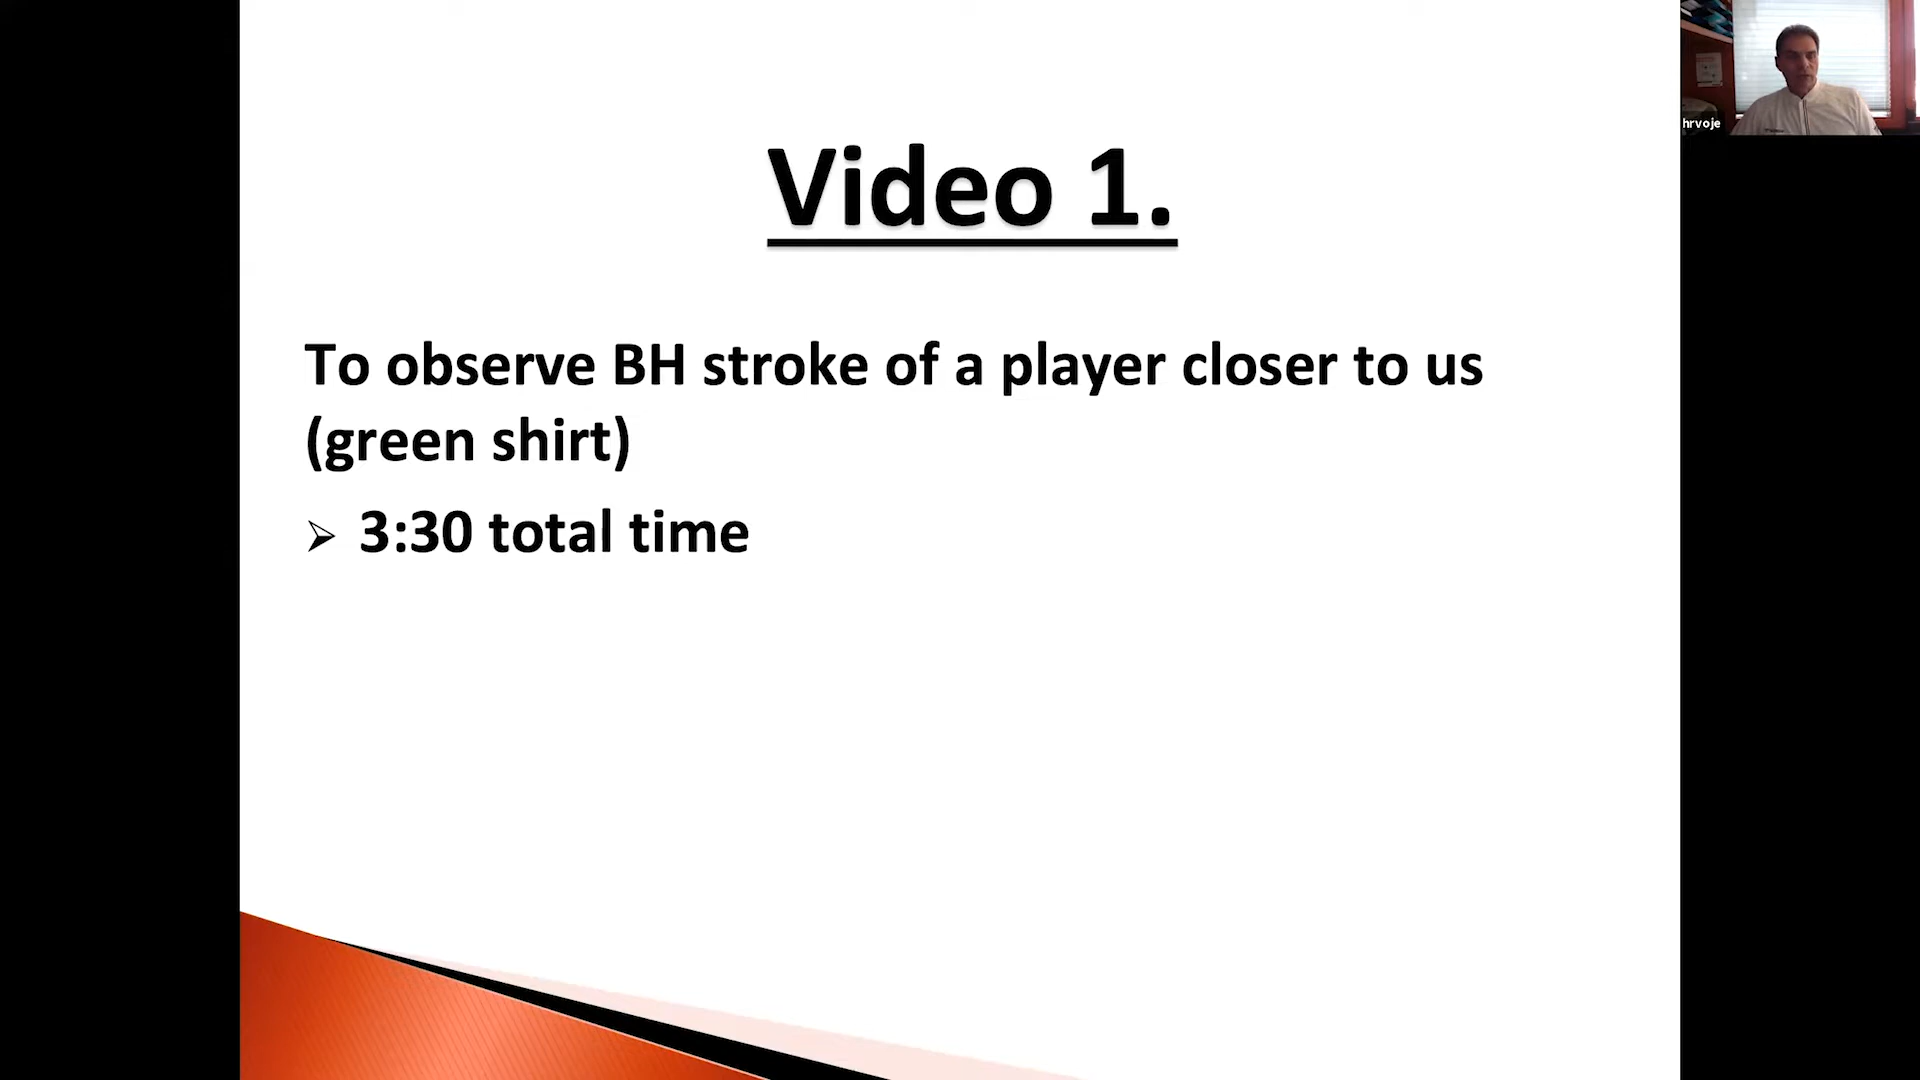 Video 1.
To observe BH stroke of a player closer to us
(green shirt)
3:30 total time
hrvoje